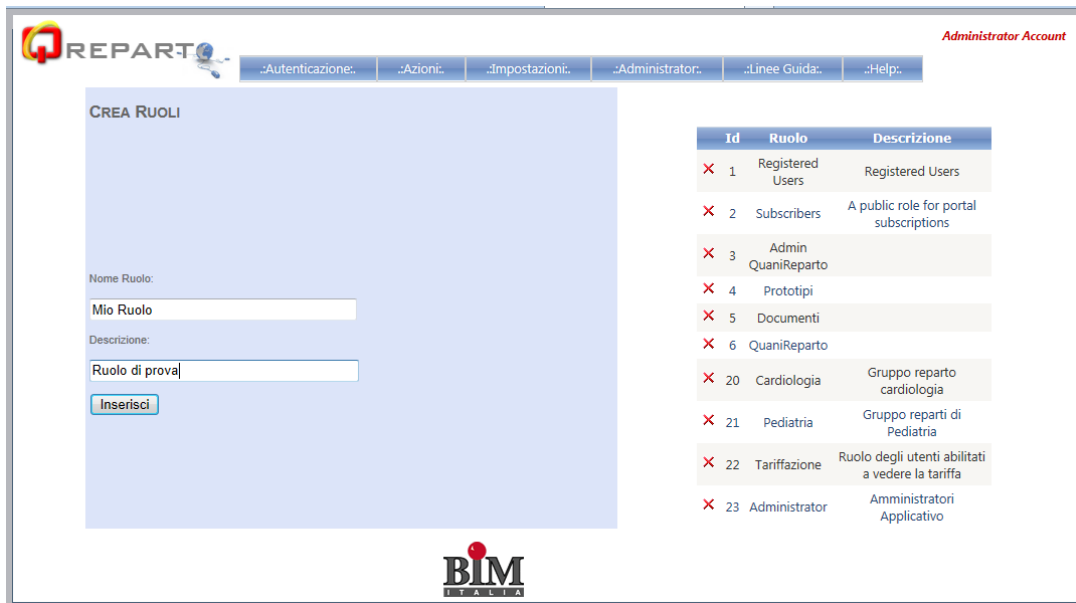 Administrator Account
QREPARTO
.:Autenticazione:. .:Azioni:. .:Impostazioni:. .:Administrator:. .:Linee Guida:. .:Help:.
CREA RUOLI
Nome Ruolo:
Mio Ruolo
Descrizione:
Ruolo di prova
Inserisci
Id Ruolo Descrizione
1 Registered Users Registered Users
2 Subscribers A public role for portal subscriptions
3 Admin QuaniReparto
4 Prototipi
5 Documenti
6 QuaniReparto
20 Cardiologia Gruppo reparto cardiologia
21 Pediatria Gruppo reparti di Pediatria
22 Tariffazione Ruolo degli utenti abilitati a vedere la tariffa
23 Administrator Amministratori Applicativo
BIM
ITALIA